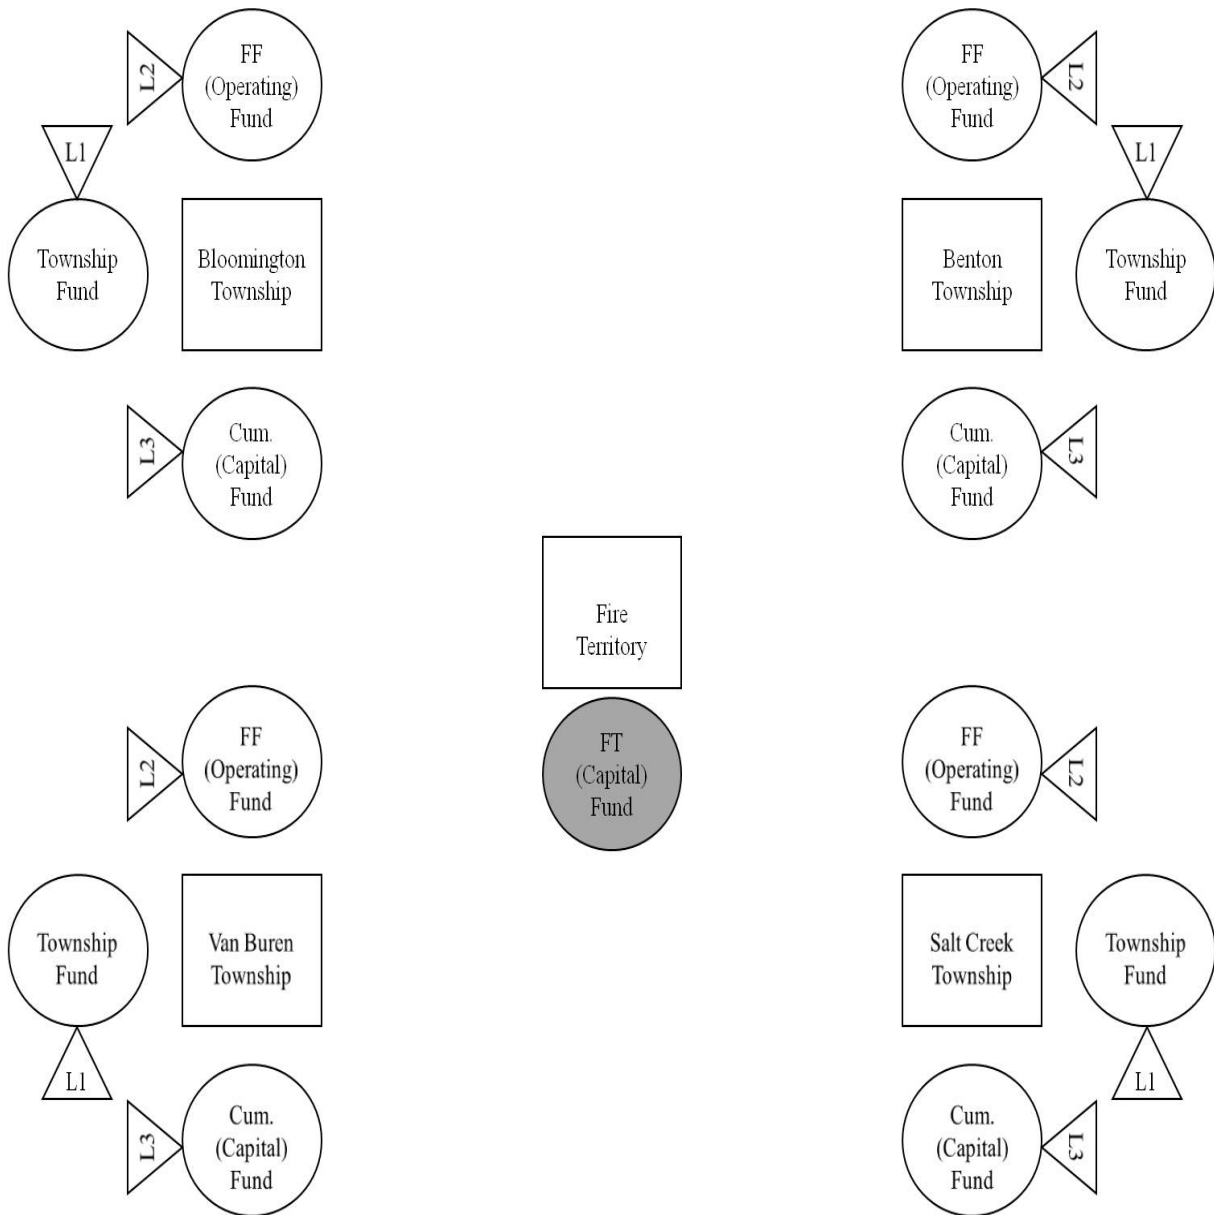 FF
(Operating)
Fund
L2
L1
Township
Fund
Bloomington
Township
L3
Cum.
(Capital)
Fund
FF
(Operating)
Fund
L2
L1
Benton
Township
Township
Fund
Cum.
(Capital)
Fund
L3
Fire
Territory
FT
(Capital)
Fund
L2
FF
(Operating)
Fund
Township
Fund
Van Buren
Township
L1
L3
Cum.
(Capital)
Fund
FF
(Operating)
Fund
L2
Salt Creek
Township
Township
Fund
L1
Cum.
(Capital)
Fund
L3